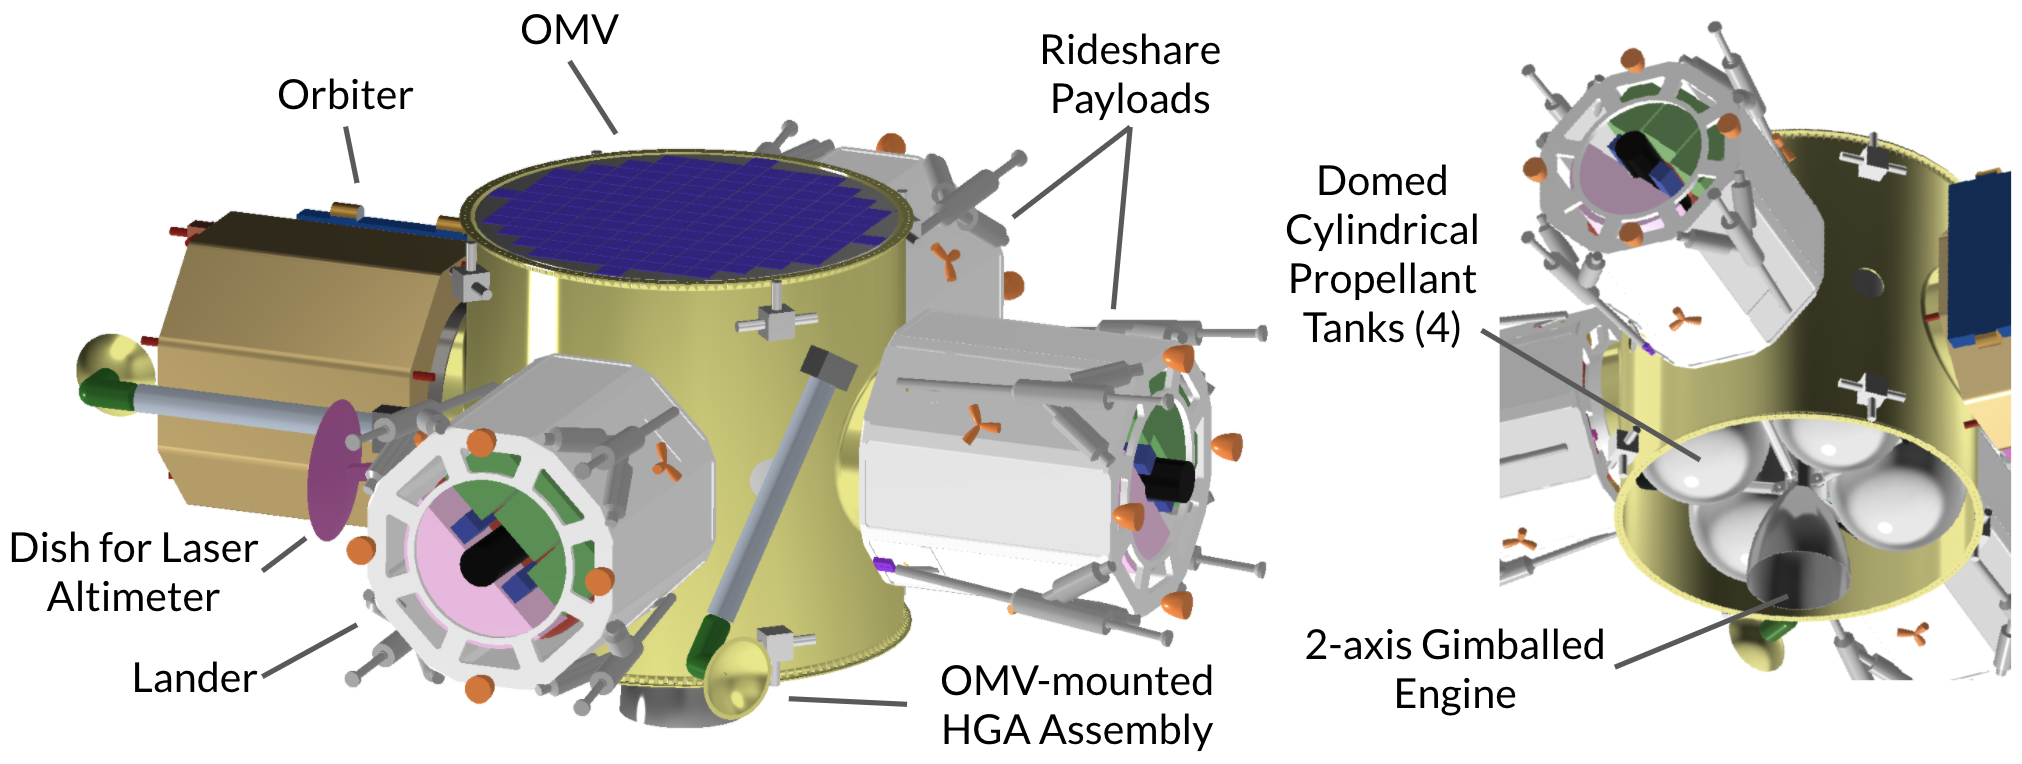 OMV
Orbiter
Rideshare
Payloads
Dish for Laser
Altimeter
Lander
OMV-mounted
HGA Assembly
Domed
Cylindrical
Propellant
Tanks (4)
2-axis Gimballed
Engine